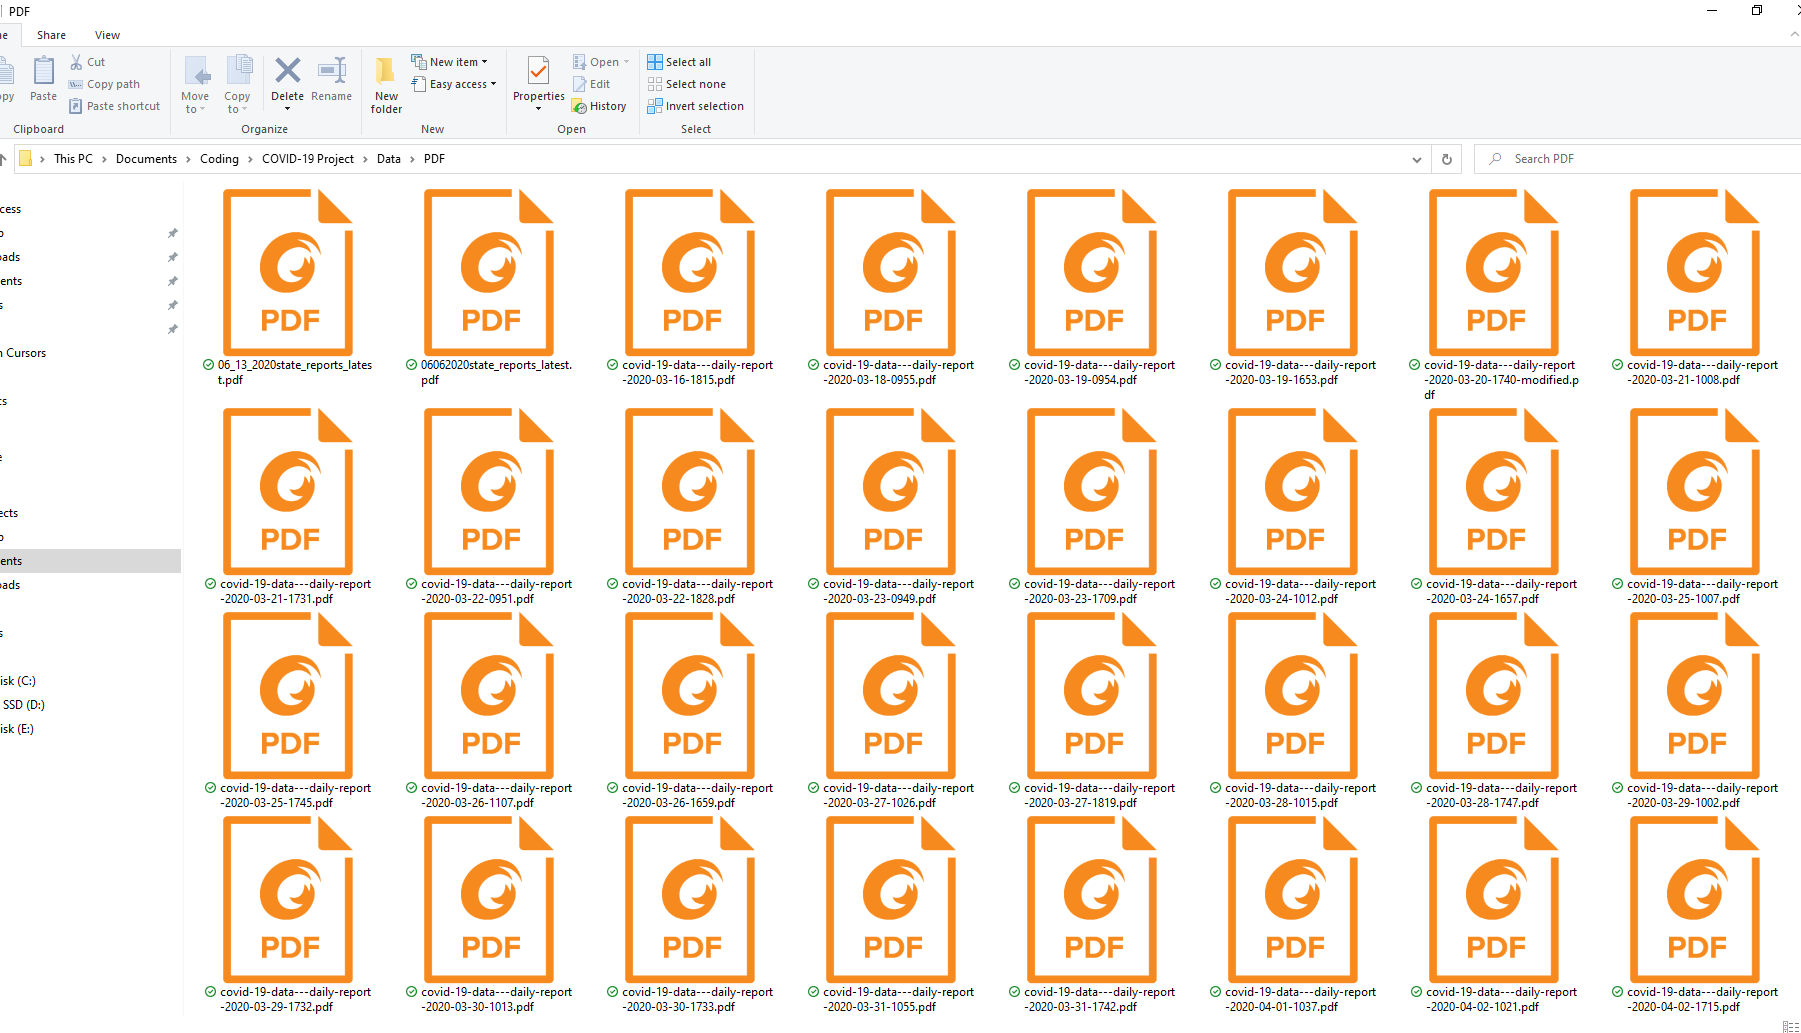 PDF
Share View
Paste
Cut
Copy path
Paste shortcut
Move to
Copy to
Delete
Rename
New folder
New item
Easy access
Properties
Open
Edit
History
Select all
Select none
Invert selection
Clipboard Organize New Open Select
This PC > Documents > Coding > COVID-19 Project > Data > PDF
Search PDF
cess
oads
ents
n Cursors
ts
e
ects
ents
oads
s
isk (C:)
SSD (D:)
isk (E:)
PDF PDF PDF PDF PDF PDF PDF PDF
06_13_2020state_reports_lates
t.pdf
06062020state_reports_latest.
pdf
covid-19-data---daily-report
-2020-03-16-1815.pdf
covid-19-data---daily-report
-2020-03-18-0955.pdf
covid-19-data---daily-report
-2020-03-19-0954.pdf
covid-19-data---daily-report
-2020-03-19-1653.pdf
covid-19-data---daily-report
-2020-03-20-1740-modified.p
df
covid-19-data---daily-report
-2020-03-21-1008.pdf
PDF PDF PDF PDF PDF PDF PDF PDF
covid-19-data---daily-report
-2020-03-21-1731.pdf
covid-19-data---daily-report
-2020-03-22-0951.pdf
covid-19-data---daily-report
-2020-03-22-1828.pdf
covid-19-data---daily-report
-2020-03-23-0949.pdf
covid-19-data---daily-report
-2020-03-23-1709.pdf
covid-19-data---daily-report
-2020-03-24-1012.pdf
covid-19-data---daily-report
-2020-03-24-1657.pdf
covid-19-data---daily-report
-2020-03-25-1007.pdf
PDF PDF PDF PDF PDF PDF PDF PDF
covid-19-data---daily-report
-2020-03-25-1745.pdf
covid-19-data---daily-report
-2020-03-26-1107.pdf
covid-19-data---daily-report
-2020-03-26-1659.pdf
covid-19-data---daily-report
-2020-03-27-1026.pdf
covid-19-data---daily-report
-2020-03-27-1819.pdf
covid-19-data---daily-report
-2020-03-28-1015.pdf
covid-19-data---daily-report
-2020-03-28-1747.pdf
covid-19-data---daily-report
-2020-03-29-1002.pdf
PDF PDF PDF PDF PDF PDF PDF PDF
covid-19-data---daily-report
-2020-03-29-1732.pdf
covid-19-data---daily-report
-2020-03-30-1013.pdf
covid-19-data---daily-report
-2020-03-30-1733.pdf
covid-19-data---daily-report
-2020-03-31-1055.pdf
covid-19-data---daily-report
-2020-03-31-1742.pdf
covid-19-data---daily-report
-2020-04-01-1037.pdf
covid-19-data---daily-report
-2020-04-02-1021.pdf
covid-19-data---daily-report
-2020-04-02-1715.pdf